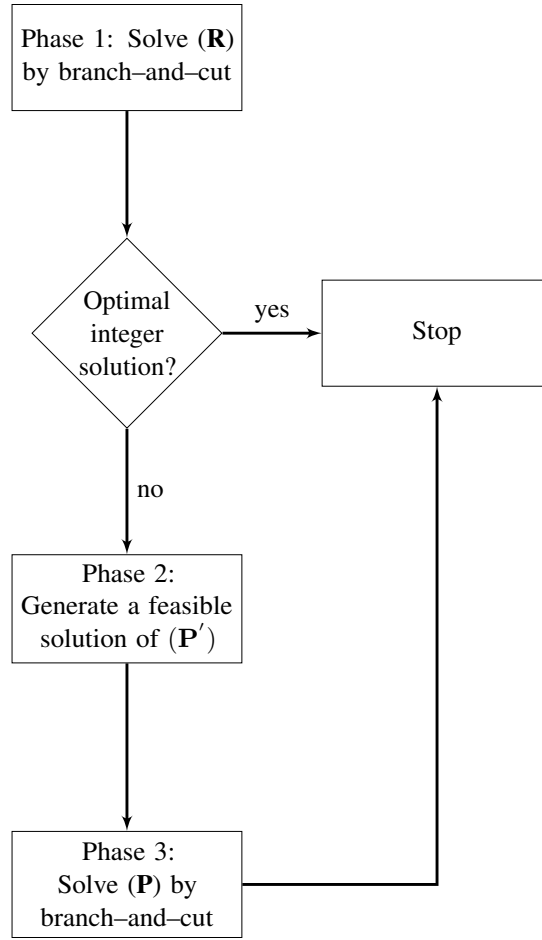 Phase 1: Solve (R)
by branch–and–cut
Optimal
integer
solution?
yes
Stop
no
Phase 2:
Generate a feasible
solution of (P′)
Phase 3:
Solve (P) by
branch–and–cut